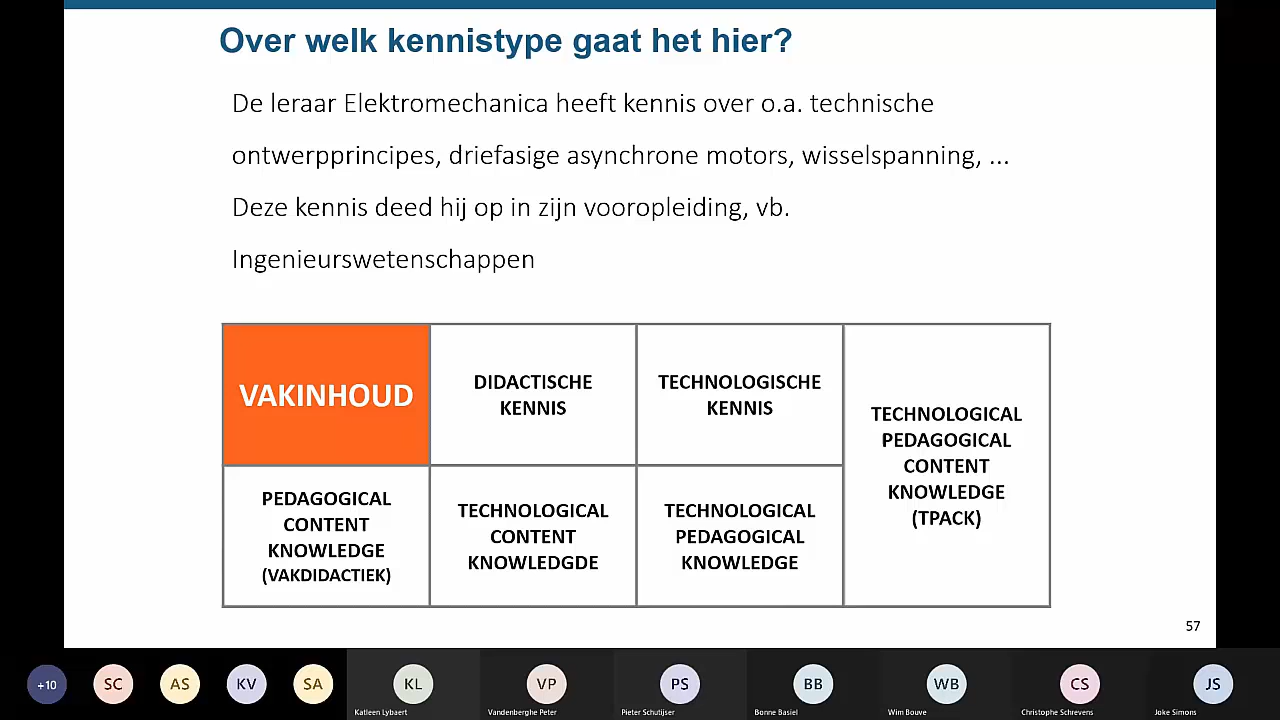 Over welk kennistype gaat het hier?
De leraar Elektromechanica heeft kennis over o.a. technische
ontwerpprincipes, driefasige asynchrone motors, wisselspanning, ...
Deze kennis deed hij op in zijn vooropleiding, vb.
Ingenieurswetenschappen
VAKINHOUD
DIDACTISCHE
KENNIS
TECHNOLOGISCHE
KENNIS
TECHNOLOGICAL
PEDAGOGICAL
CONTENT
KNOWLEDGE
(TPACK)
PEDAGOGICAL
CONTENT
KNOWLEDGE
(VAKDIDACTIEK)
TECHNOLOGICAL
CONTENT
KNOWLEDGDE
TECHNOLOGICAL
PEDAGOGICAL
KNOWLEDGE
57
+10
SC
AS
KV
SA
KL
Katleen Lybaert
VP
Vandenberghe Peter
PS
Pieter Schutijser
BB
Bonne Basiel
WB
Wim Bouve
CS
Christophe Schrevens
JS
Joke Simons